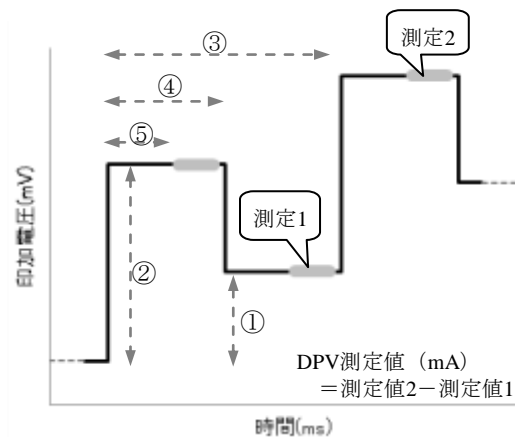 ③
測定2
④
⑤
測定1
②
①
印加電圧(mV)
DPV測定値（mA）
＝測定値2－測定値1
時間(ms)